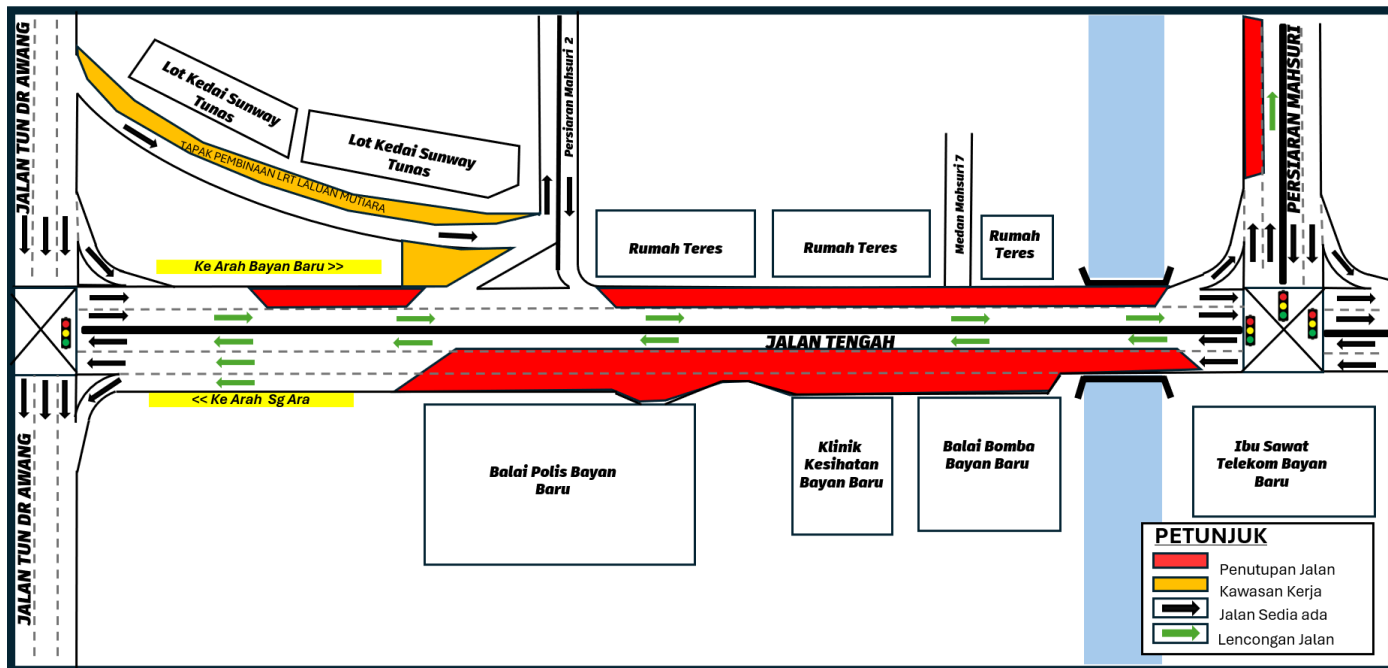 JALAN TUN DR AWANG
Lot Kedai Sunway
Tunas
Lot Kedai Sunway
Tunas
TAPAK PEMBINAAN LRT LALUAN MUTIARA
Persiaran Mahsuri 2
PERSIARAN MAHSURI
Medan Mahsuri 7
Rumah Teres
Rumah Teres
Rumah
Teres
Ke Arah Bayan Baru >>
JALAN TENGAH
<< Ke Arah Sg Ara
JALAN TUN DR AWANG
Balai Polis Bayan
Baru
Klinik
Kesihatan
Bayan Baru
Balai Bomba
Bayan Baru
Ibu Sawat
Telekom Bayan
Baru
PETUNJUK
Penutupan Jalan
Kawasan Kerja
Jalan Sedia ada
Lencongan Jalan